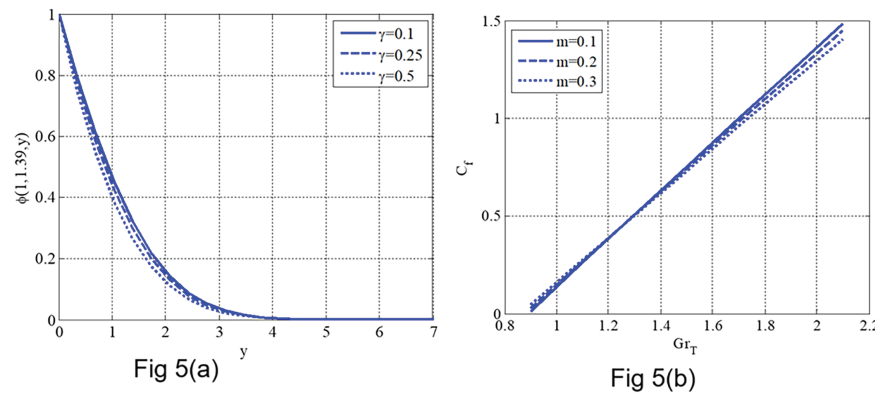 1
0.8
0.6
0.4
0.2
0
ϕ(1,1.39,y)
γ=0.1
γ=0.25
γ=0.5
0 1 2 3 4 5 6 7
y
Fig 5(a)
1.5
1
0.5
0
C_f
m=0.1
m=0.2
m=0.3
0.8 1 1.2 1.4 1.6 1.8 2 2.2
Gr_T
Fig 5(b)